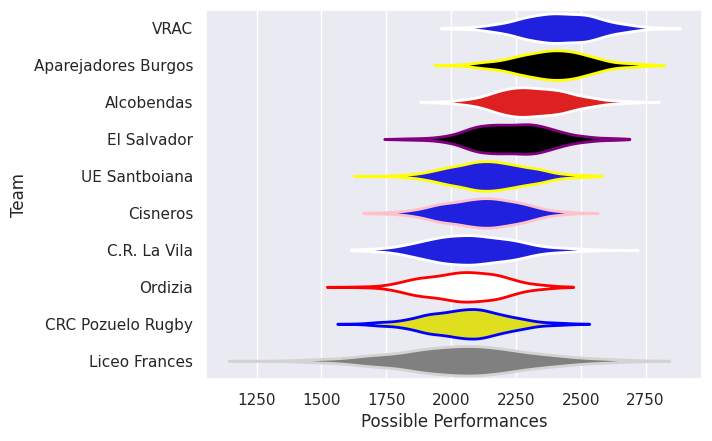 VRAC
Aparejadores Burgos
Alcobendas
El Salvador
UE Santboiana
Cisneros
C.R. La Vila
Ordizia
CRC Pozuelo Rugby
Liceo Frances
Team
1250 1500 1750 2000 2250 2500 2750
Possible Performances